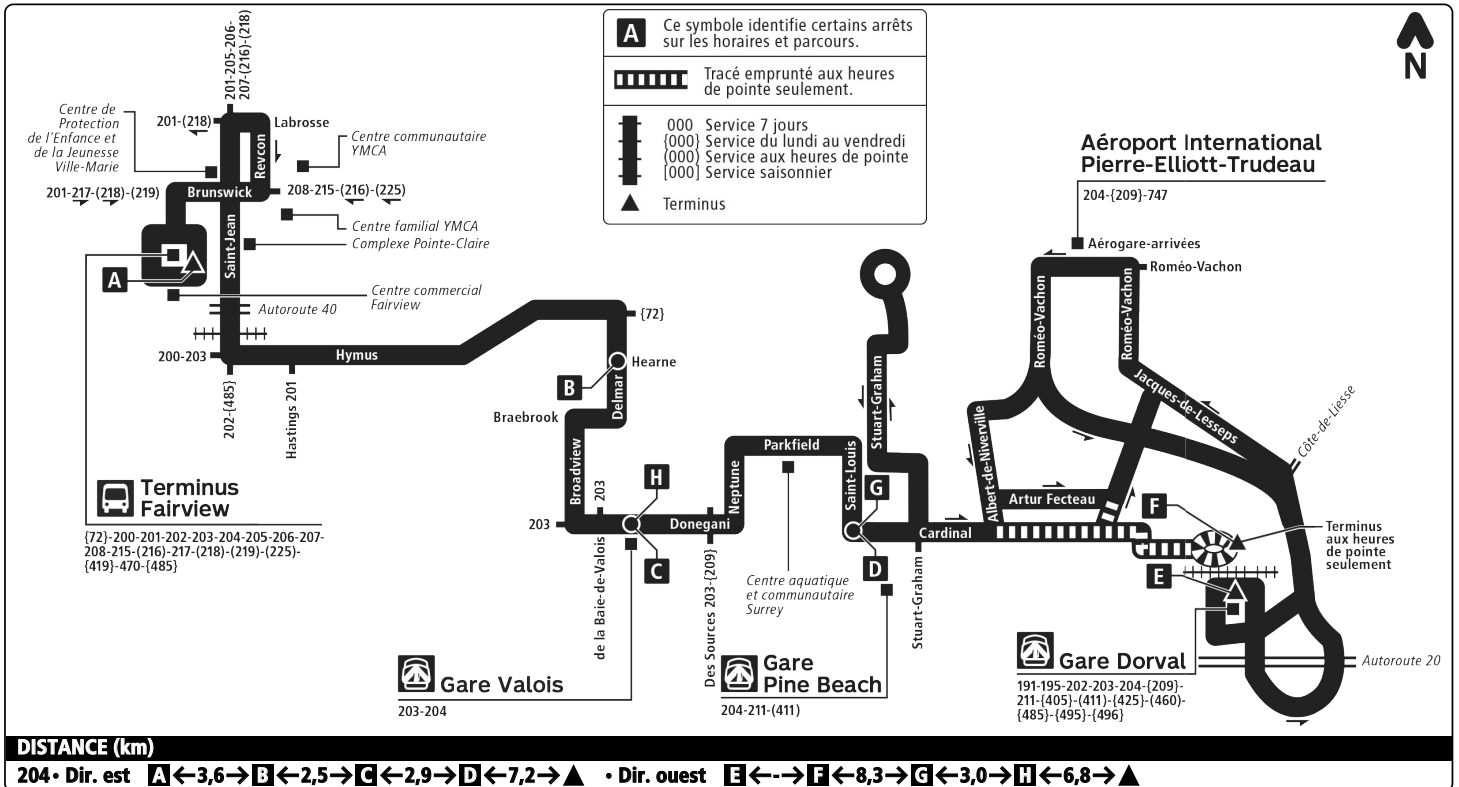 A
Ce symbole identifie certains arrêts
sur les horaires et parcours.
Tracé emprunté aux heures
de pointe seulement.
000 Service 7 jours
{000} Service du lundi au vendredi
(000) Service aux heures de pointe
[000] Service saisonnier
Terminus
N
201-205-206-
207-(216)-(218)
Centre de
Protection
de l'Enfance et
de la Jeunesse
Ville-Marie
201-(218)
Labrosse
Revcon
Centre communautaire
YMCA
201-217-(218)-(219)
Brunswick
208-215-(216)-(225)
Centre familial YMCA
Complexe Pointe-Claire
Saint-Jean
A
Centre commercial
Fairview
Autoroute 40
200-203
Hymus
202-{485}
Hastings 201
{72}
Hearne
B
Delmar
Braebrook
Broadview
203
203
H
Donegani
C
de la Baie-de-Valois
Des Sources 203-{209}
Neptune
Parkfield
Saint-Louis
G
D
Centre aquatique
et communautaire
Surrey
Stuart-Graham
Cardinal
Stuart-Graham
Aéroport International
Pierre-Elliott-Trudeau
204-{209}-747
Aérogare-arrivées
Roméo-Vachon
Roméo-Vachon
Roméo-Vachon
Jacques-de-Lesseps
Côte-de-Liesse
Albert-de-Niverville
Artur Fecteau
F
Terminus
aux heures
de pointe
seulement
E
Autoroute 20
Terminus
Fairview
{72}-200-201-202-203-204-205-206-207-
208-215-(216)-217-(218)-(219)-(225)-
{419}-470-{485}
Gare Valois
203-204
Gare
Pine Beach
204-211-(411)
Gare Dorval
191-195-202-203-204-{209}-
211-{405}-(411)-{425}-(460)-
{485}-{495}-{496}
DISTANCE (km)
204 • Dir. est A ←3,6→ B ←2,5→ C ←2,9→ D ←7,2→ ▲ • Dir. ouest E ←-→ F ←8,3→ G ←3,0→ H ←6,8→ ▲